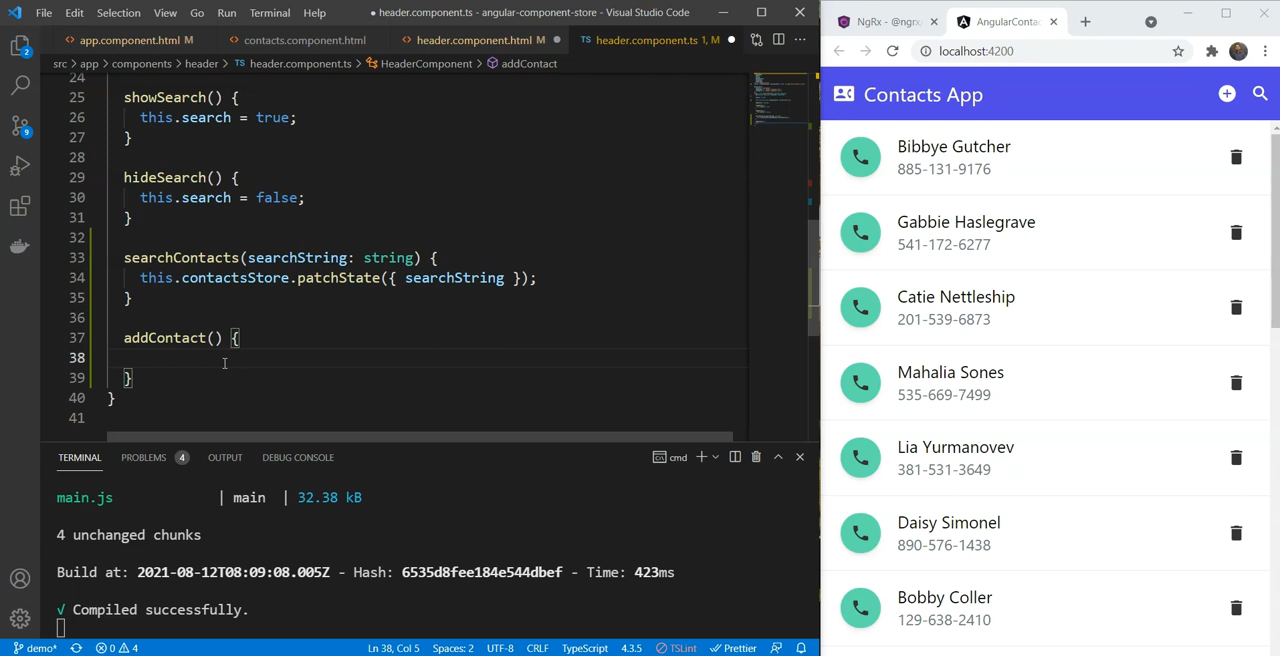 File Edit Selection View Go Run Terminal Help ● header.component.ts - angular-component-store - Visual Studio Code
app.component.html M contacts.component.html header.component.html M TS header.component.ts 1, M
src > app > components > header > TS header.component.ts > HeaderComponent > addContact
24
25 showSearch() {
26 this.search = true;
27 }
28
29 hideSearch() {
30 this.search = false;
31 }
32
33 searchContacts(searchString: string) {
34 this.contactsStore.patchState({ searchString });
35 }
36
37 addContact() {
38
39 }
40 }
41
TERMINAL PROBLEMS 4 OUTPUT DEBUG CONSOLE cmd
main.js | main | 32.38 kB
4 unchanged chunks
Build at: 2021-08-12T08:09:08.005Z - Hash: 6535d8fee184e544dbef - Time: 423ms
√ Compiled successfully.
2
9
demo* 0 4 Ln 38, Col 5 Spaces: 2 UTF-8 CRLF TypeScript 4.3.5 TSLint Prettier
NgRx - @ngrx AngularConta
localhost:4200
Contacts App
Bibbye Gutcher
885-131-9176
Gabbie Haslegrave
541-172-6277
Catie Nettleship
201-539-6873
Mahalia Sones
535-669-7499
Lia Yurmanovev
381-531-3649
Daisy Simonel
890-576-1438
Bobby Coller
129-638-2410